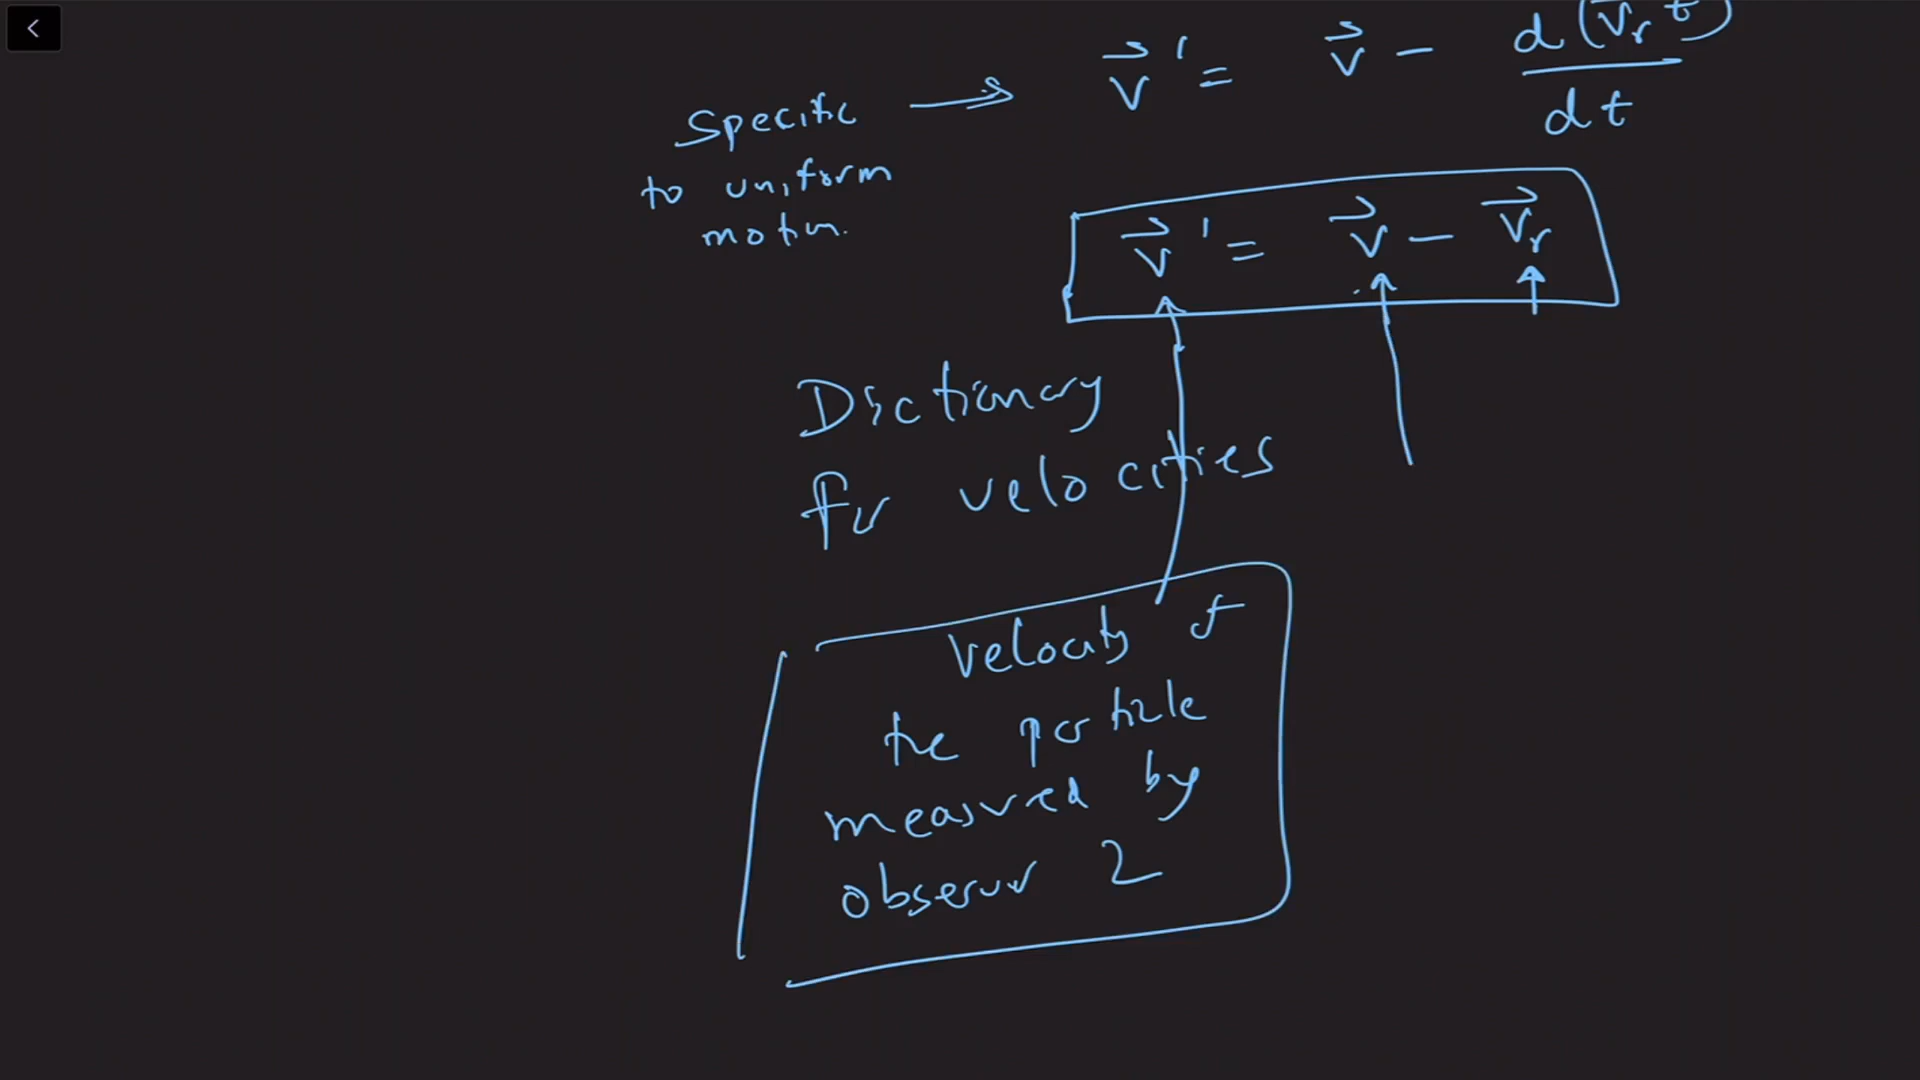 v⃗ ' = v⃗ − d(v⃗r t)/dt
Specific
to uniform
motion.
v⃗ ' = v⃗ − v⃗r
Dictionary
for velocities
Velocity of
the particle
measured by
observer 2